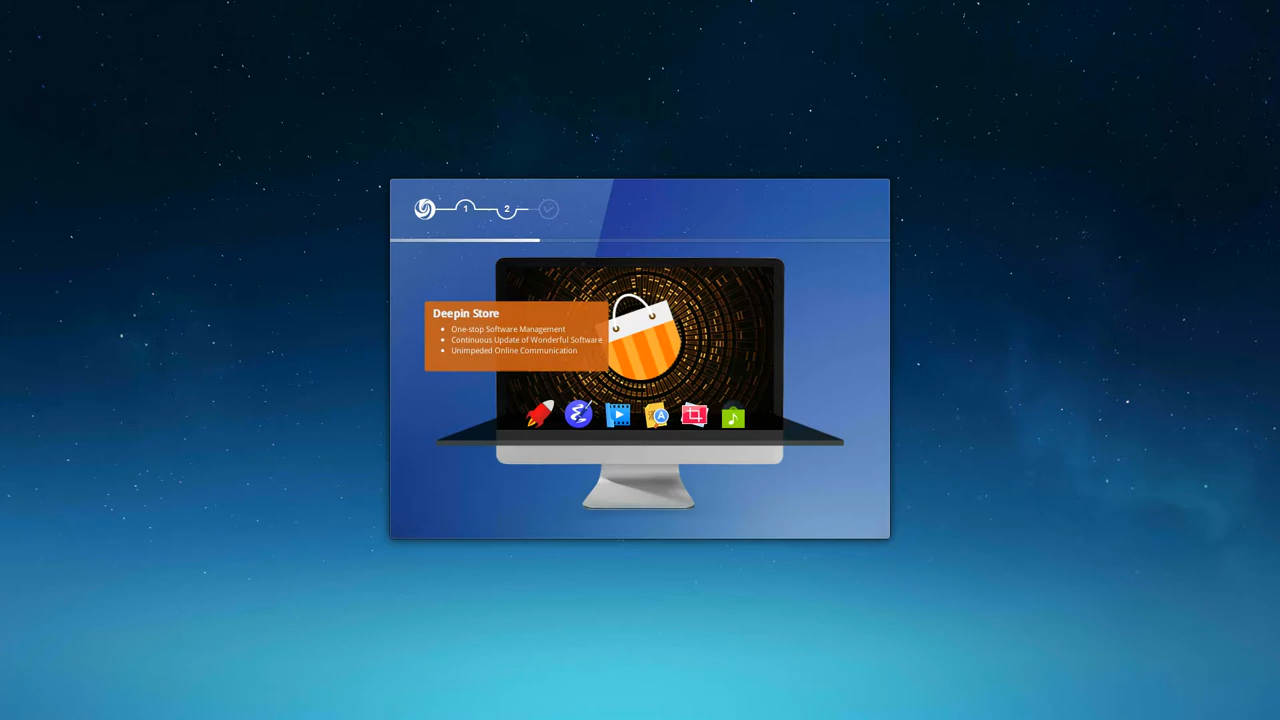 1 2
Deepin Store
One-stop Software Management
Continuous Update of Wonderful Software
Unimpeded Online Communication
A